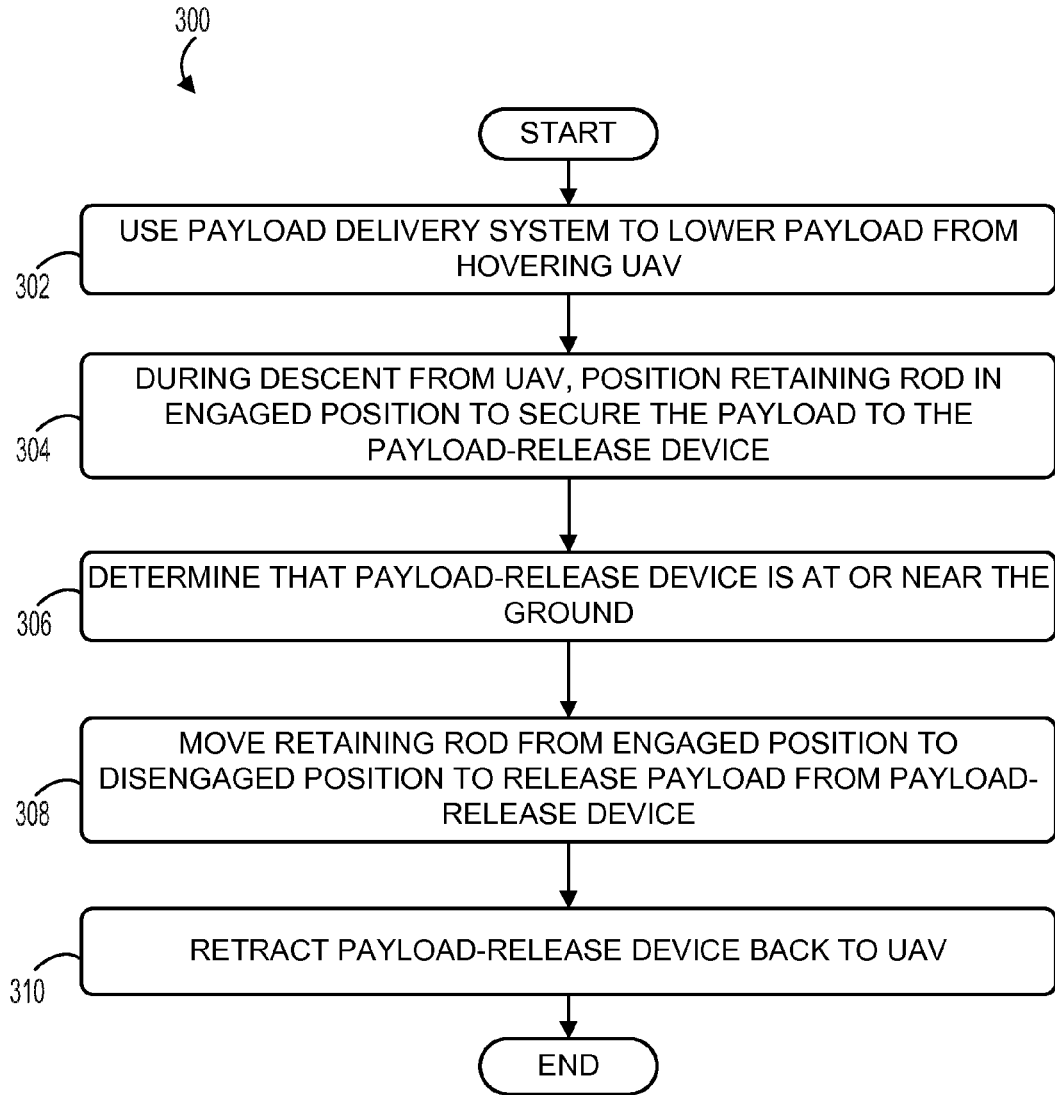 300
START
USE PAYLOAD DELIVERY SYSTEM TO LOWER PAYLOAD FROM
HOVERING UAV
302
DURING DESCENT FROM UAV, POSITION RETAINING ROD IN
ENGAGED POSITION TO SECURE THE PAYLOAD TO THE
PAYLOAD-RELEASE DEVICE
304
DETERMINE THAT PAYLOAD-RELEASE DEVICE IS AT OR NEAR THE
GROUND
306
MOVE RETAINING ROD FROM ENGAGED POSITION TO
DISENGAGED POSITION TO RELEASE PAYLOAD FROM PAYLOAD-
RELEASE DEVICE
308
RETRACT PAYLOAD-RELEASE DEVICE BACK TO UAV
310
END